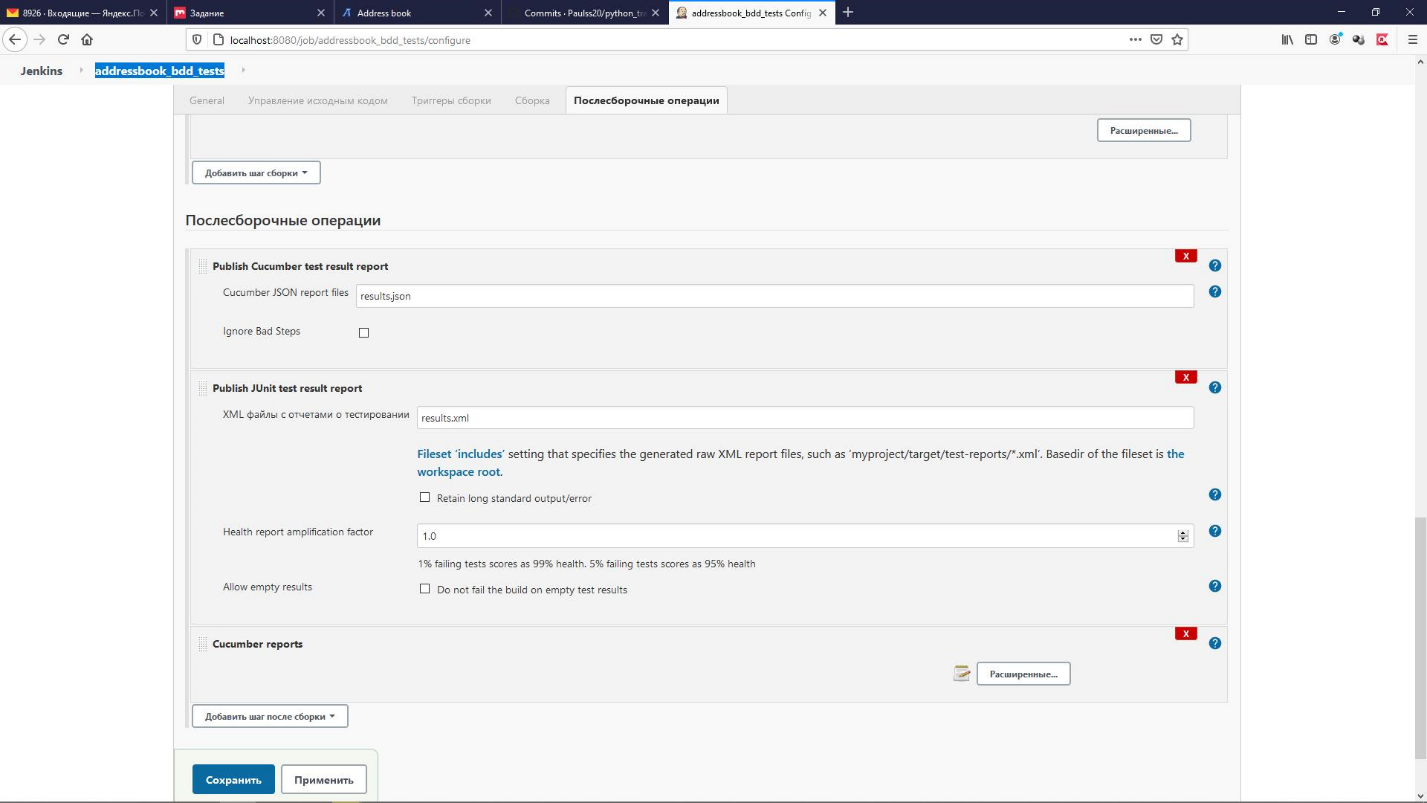 8926 · Входящие — Яндекс.По
Задание
Address book
Commits · Paulss20/python_tra
addressbook_bdd_tests Config
localhost:8080/job/addressbook_bdd_tests/configure
Jenkins
addressbook_bdd_tests
General
Управление исходным кодом
Триггеры сборки
Сборка
Послесборочные операции
Расширенные...
Добавить шаг сборки
Послесборочные операции
X
Publish Cucumber test result report
?
Cucumber JSON report files
results.json
?
Ignore Bad Steps
X
Publish JUnit test result report
?
XML файлы с отчетами о тестировании
results.xml
Fileset ‘includes’ setting that specifies the generated raw XML report files, such as ‘myproject/target/test-reports/*.xml’. Basedir of the fileset is the
workspace root.
Retain long standard output/error
?
Health report amplification factor
1.0
?
1% failing tests scores as 99% health. 5% failing tests scores as 95% health
Allow empty results
Do not fail the build on empty test results
?
X
Cucumber reports
?
Расширенные...
Добавить шаг после сборки
Сохранить
Применить